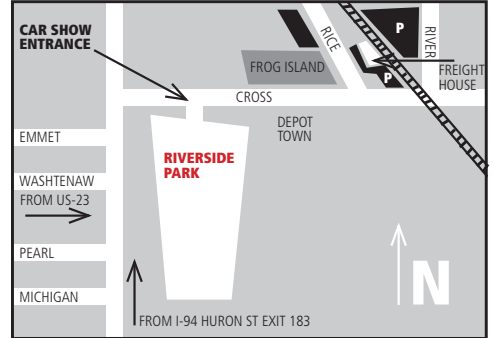 CAR SHOW
ENTRANCE
RICE
P
RIVER
FROG ISLAND
FREIGHT
HOUSE
P
CROSS
DEPOT
TOWN
EMMET
RIVERSIDE
PARK
WASHTENAW
FROM US-23
PEARL
N
MICHIGAN
FROM I-94 HURON ST EXIT 183